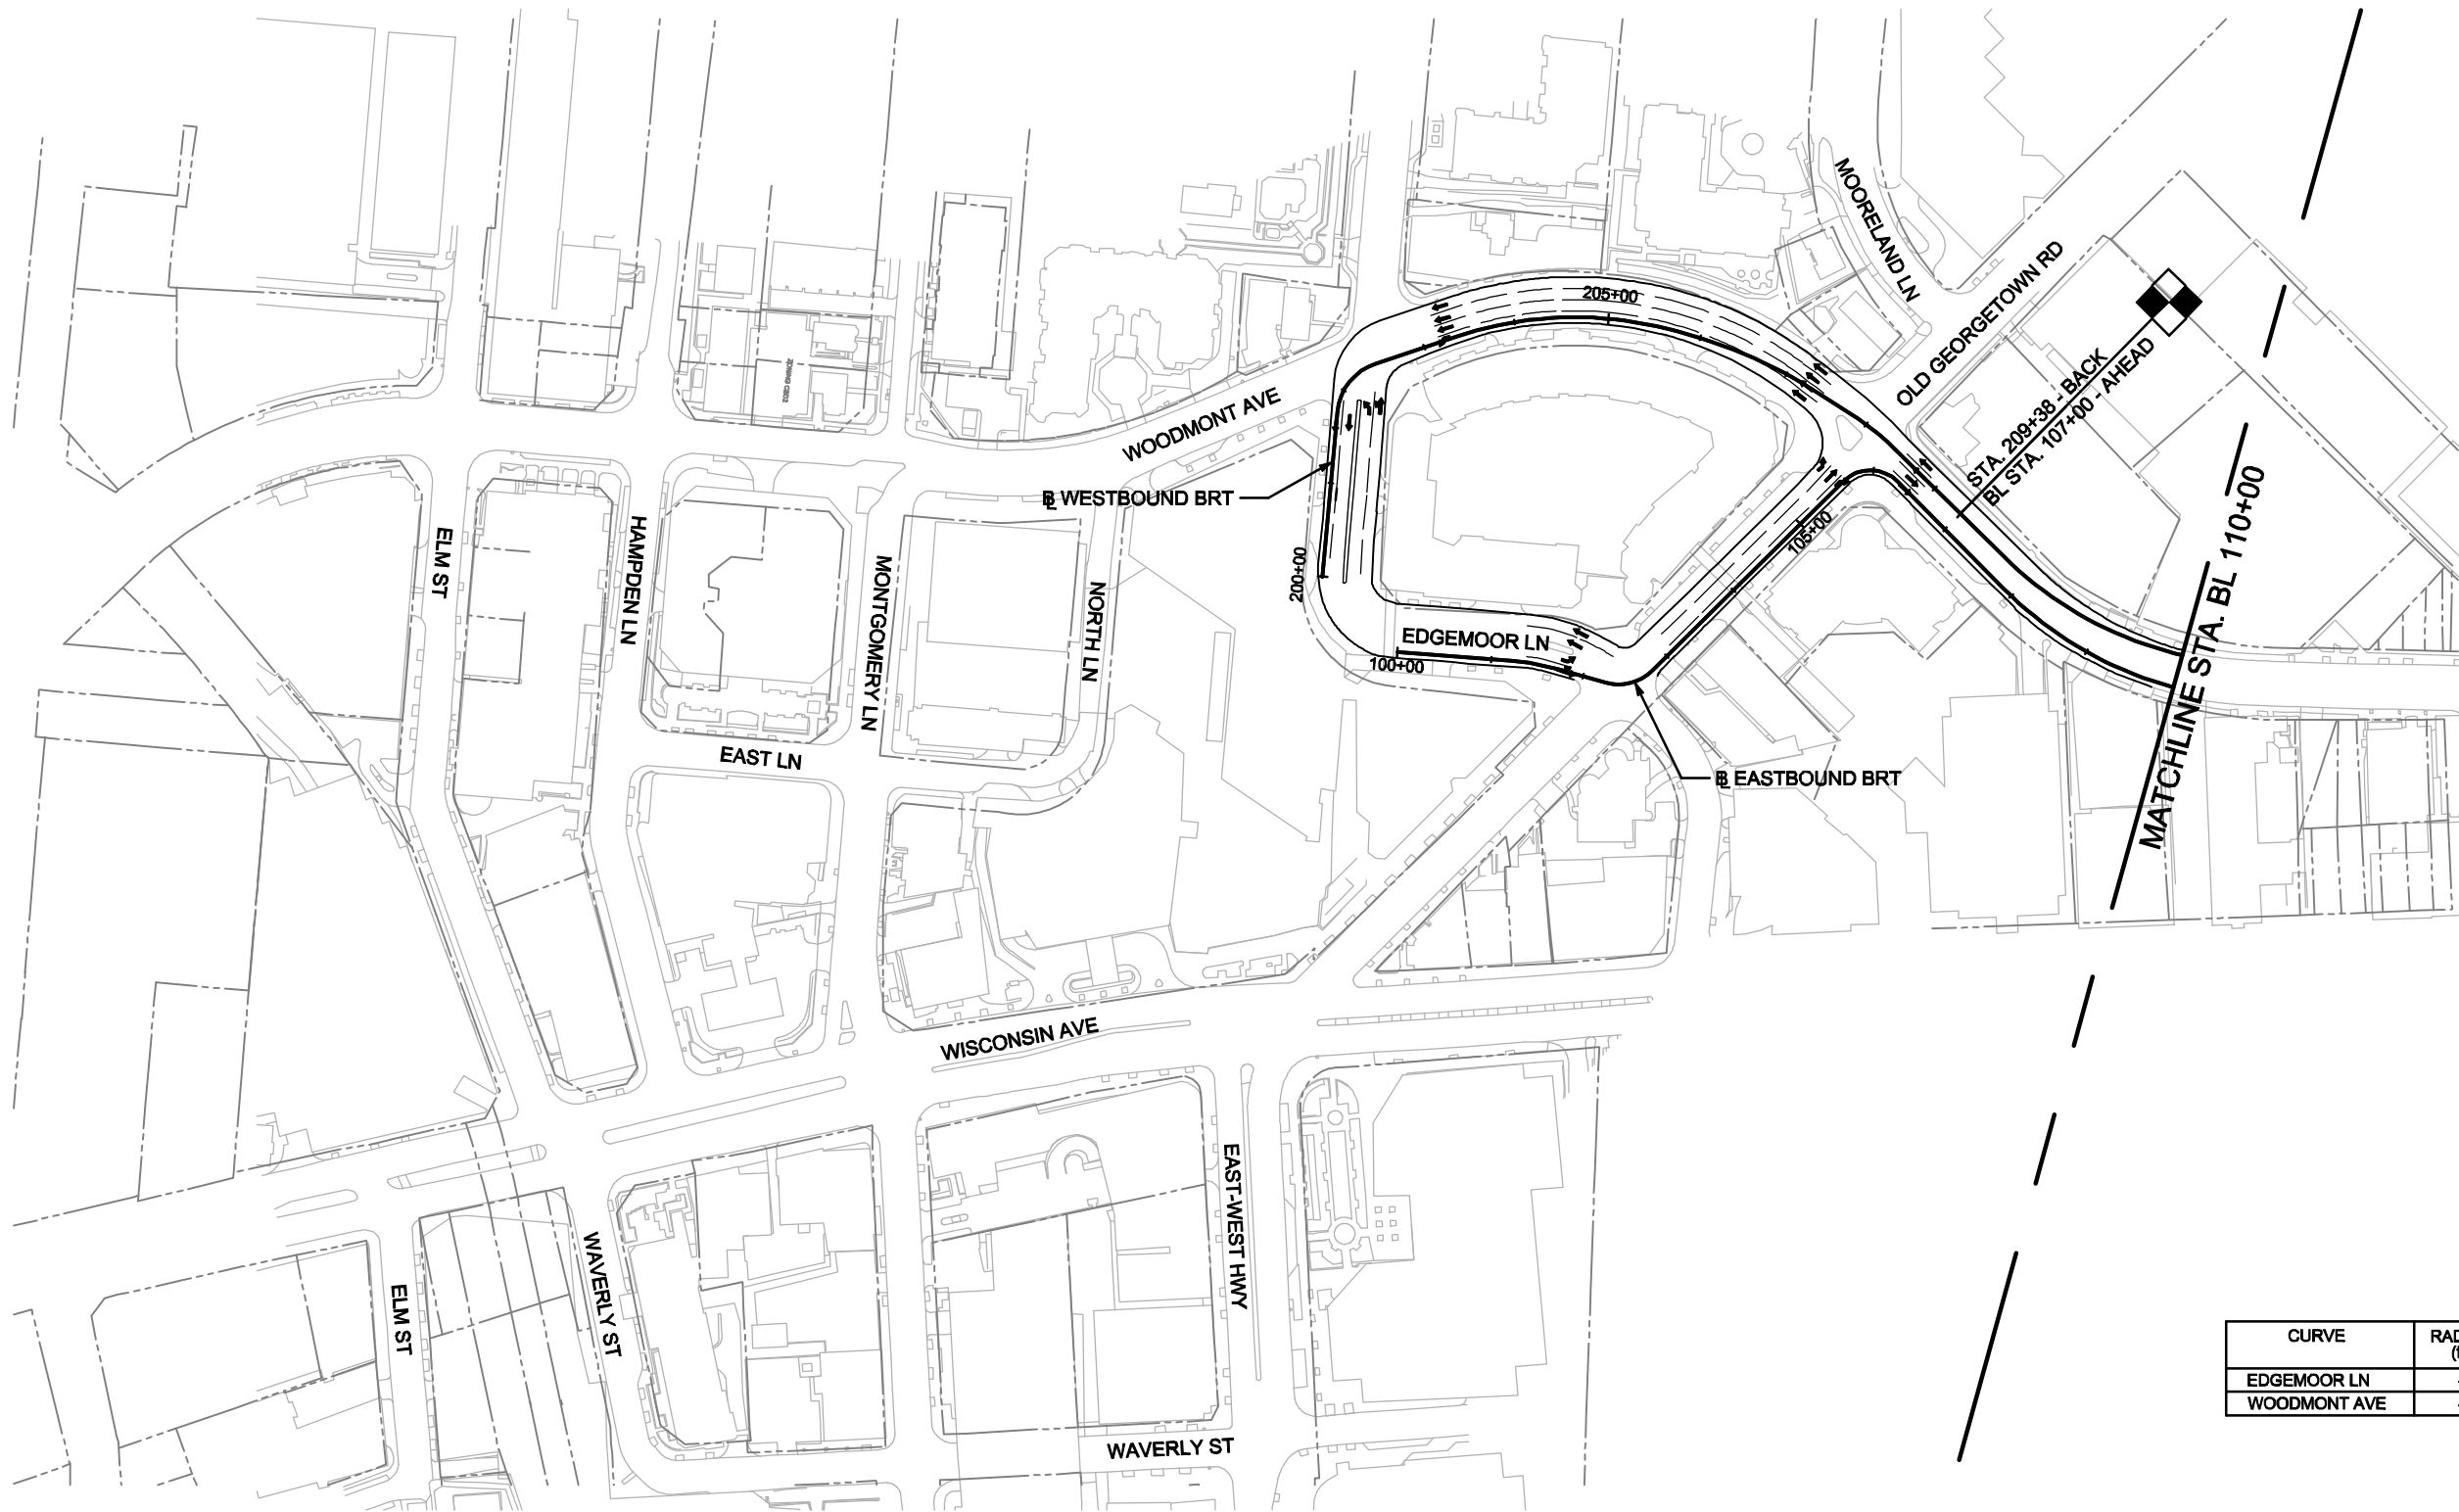 MOORELAND LN
OLD GEORGETOWN RD
205+00
STA. 209+38 - BACK
BL STA. 107+00 - AHEAD
WOODMONT AVE
BL WESTBOUND BRT
MATCHLINE STA. BL 110+00
ELM ST
HAMPDEN LN
MONTGOMERY LN
NORTH LN
200+00
105+00
EDGEMOOR LN
100+00
EAST LN
BL EASTBOUND BRT
WISCONSIN AVE
EAST-WEST HWY
WAVERLY ST
ELM ST
WAVERLY ST
CURVE
EDGEMOOR LN
WOODMONT AVE